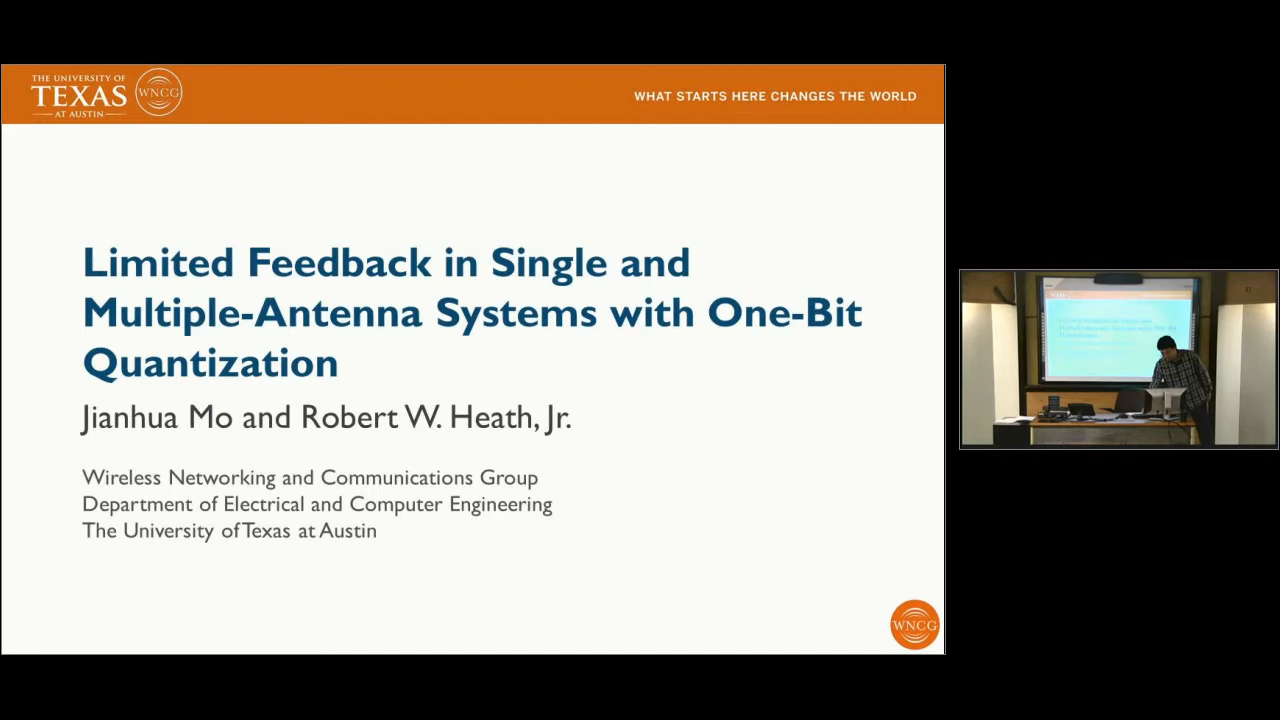 THE UNIVERSITY OF
TEXAS
AT AUSTIN
WNCG
WHAT STARTS HERE CHANGES THE WORLD
Limited Feedback in Single and
Multiple-Antenna Systems with One-Bit
Quantization
Jianhua Mo and Robert W. Heath, Jr.
Wireless Networking and Communications Group
Department of Electrical and Computer Engineering
The University of Texas at Austin
WNCG